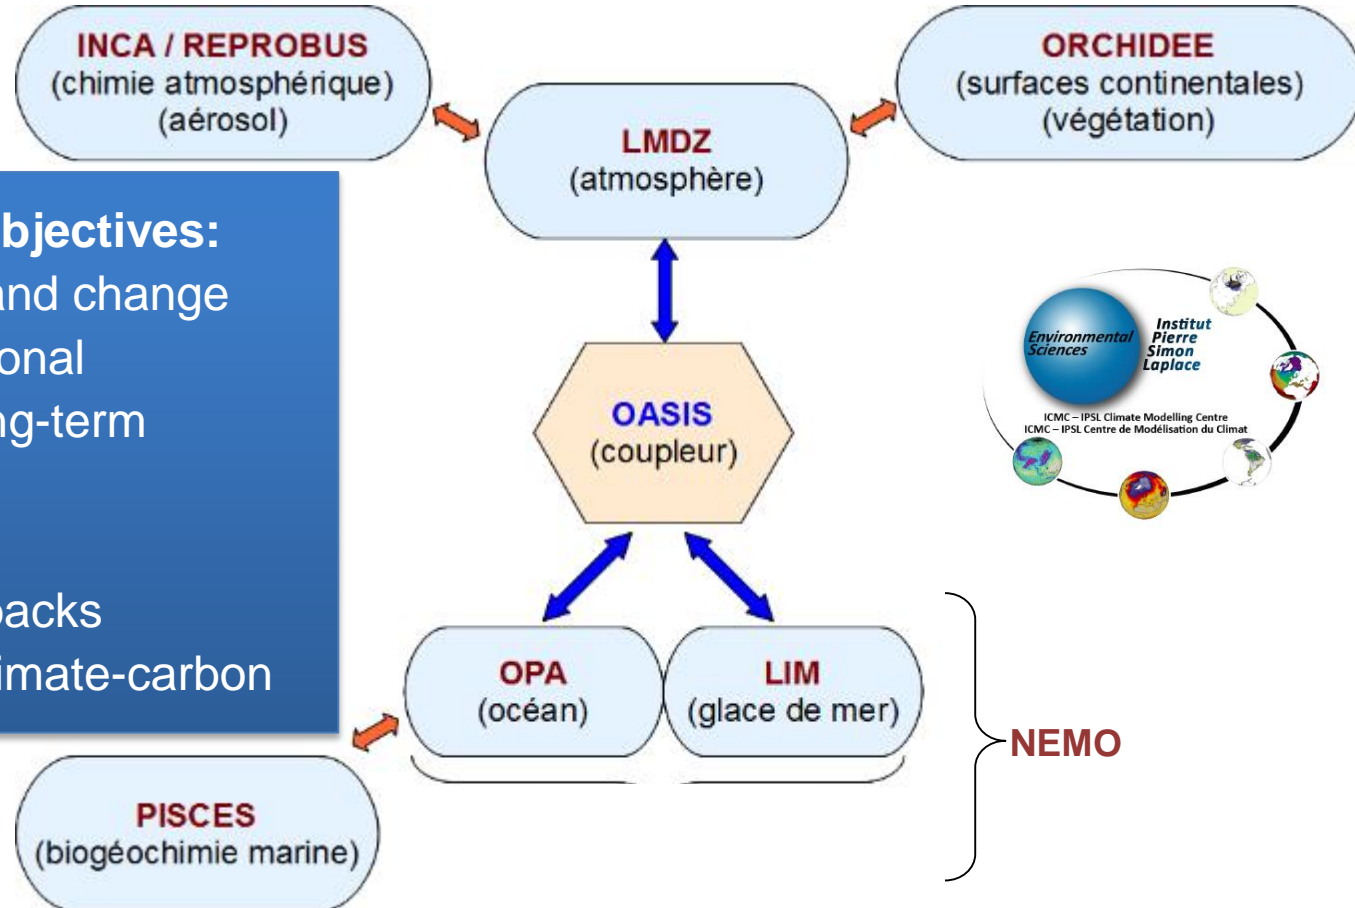 INCA / REPROBUS
(chimie atmosphérique)
(aérosol)
ORCHIDEE
(surfaces continentales)
(végétation)
LMDZ
(atmosphère)
bjectives:
and change
onal
ng-term
backs
imate-carbon
OASIS
(coupleur)
Environmental
Sciences
Institut
Pierre
Simon
Laplace
ICMC – IPSL Climate Modelling Centre
ICMC – IPSL Centre de Modélisation du Climat
OPA
(océan)
LIM
(glace de mer)
NEMO
PISCES
(biogéochimie marine)